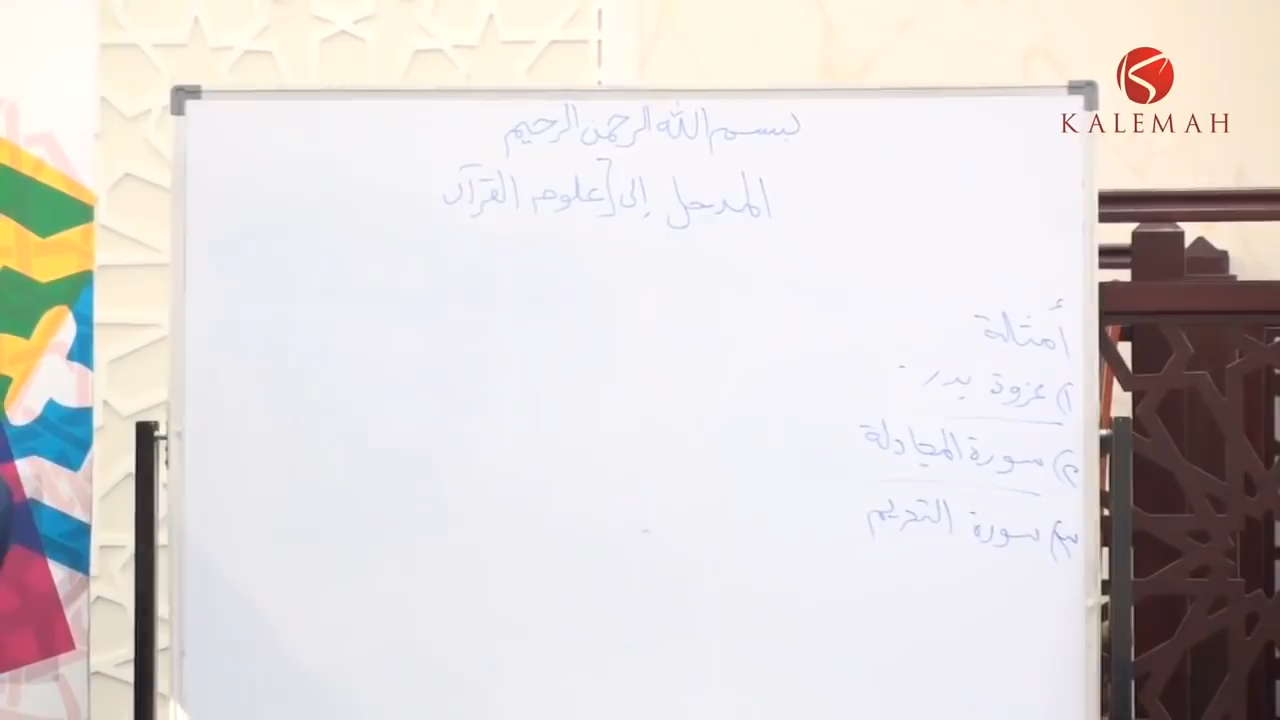 بسم الله الرحمن الرحيم
المدخل إلى [علوم القرآن
أمثلة
١) غزوة بدر
٢) سورة المجادلة
٣) سورة التحريم
KALEMAH